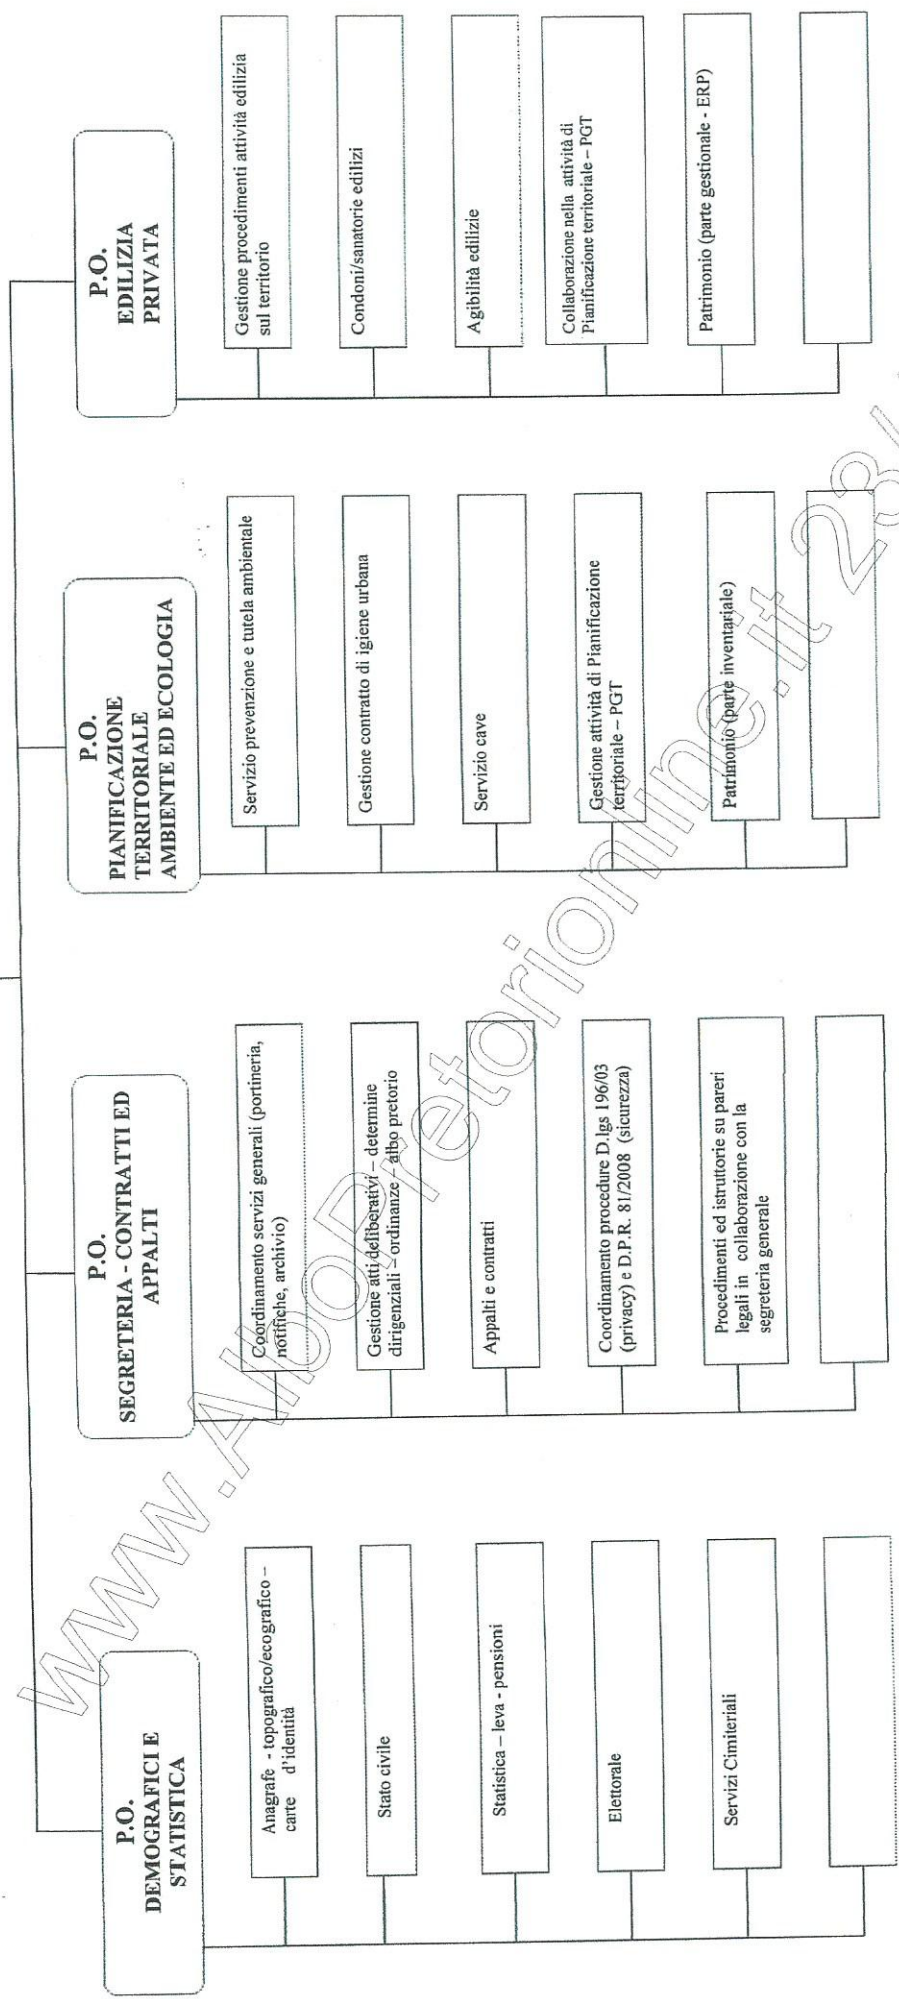 P.O.
DEMOGRAFICI E
STATISTICA
Anagrafe - topografico/ecografico –
carte d'identità
Stato civile
Statistica – leva - pensioni
Elettorale
Servizi Cimiteriali
P.O.
SEGRETERIA - CONTRATTI ED
APPALTI
Coordinamento servizi generali (portineria,
notifiche, archivio)
Gestione atti deliberativi – determine
dirigenziali – ordinanze – albo pretorio
Appalti e contratti
Coordinamento procedure D.lgs 196/03
(privacy) e D.P.R. 81/2008 (sicurezza)
Procedimenti ed istruttorie su pareri
legali in collaborazione con la
segreteria generale
P.O.
PIANIFICAZIONE
TERRITORIALE
AMBIENTE ED ECOLOGIA
Servizio prevenzione e tutela ambientale
Gestione contratto di igiene urbana
Servizio cave
Gestione attività di Pianificazione
territoriale – PGT
Patrimonio (parte inventariale)
P.O.
EDILIZIA
PRIVATA
Gestione procedimenti attività edilizia
sul territorio
Condoni/sanatorie edilizi
Agibilità edilizie
Collaborazione nella attività di
Pianificazione territoriale – PGT
Patrimonio (parte gestionale - ERP)
www.AlboPretorionline.it 23/